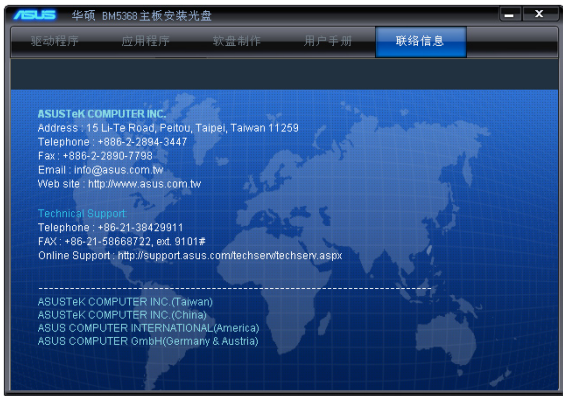 ASUS 华硕 BM5368主板安装光盘
驱动程序 应用程序 软盘制作 用户手册 联络信息
ASUSTeK COMPUTER INC.
Address : 15 Li-Te Road, Peitou, Taipei, Taiwan 11259
Telephone : +886-2-2894-3447
Fax : +886-2-2890-7798
Email : info@asus.com.tw
Web site : http://www.asus.com.tw
Technical Support
Telephone : +86-21-38429911
FAX : +86-21-58668722, ext. 9101#
Online Support : http://support.asus.com/techserv/techserv.aspx
ASUSTeK COMPUTER INC.(Taiwan)
ASUSTeK COMPUTER INC.(China)
ASUS COMPUTER INTERNATIONAL(America)
ASUS COMPUTER GmbH(Germany & Austria)